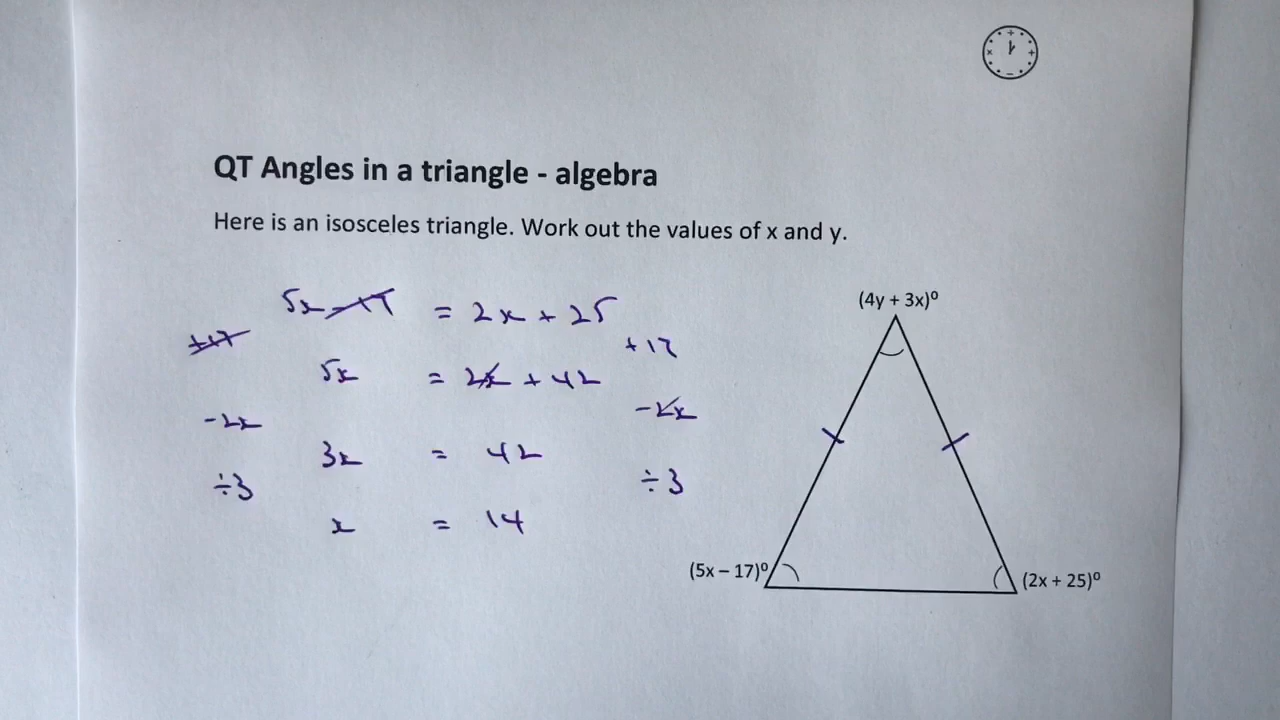 QT Angles in a triangle - algebra
Here is an isosceles triangle. Work out the values of x and y.
5x - 17 = 2x + 25
+17 +17
5x = 2x + 42
-2x -2x
3x = 42
÷3 ÷3
x = 14
(4y + 3x)º
(5x – 17)º
(2x + 25)º